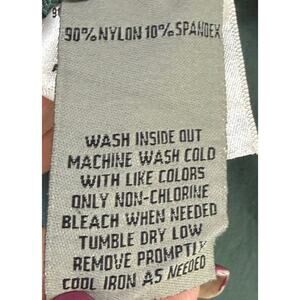 90% NYLON 10% SPANDEX
WASH INSIDE OUT
MACHINE WASH COLD
WITH LIKE COLORS
ONLY NON-CHLORINE
BLEACH WHEN NEEDED
TUMBLE DRY LOW
REMOVE PROMPTLY
COOL IRON AS NEEDED